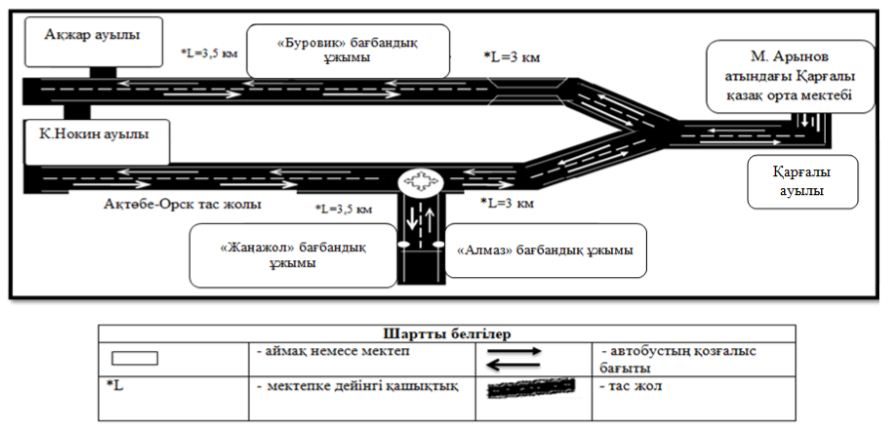 Ақжар ауылы
*L=3,5 км
«Буровик» бағбандық
ұжымы
*L=3 км
М. Арынов
атындағы Қарғалы
қазақ орта мектебі
К.Нокин ауылы
Қарғалы
ауылы
Ақтөбе-Орск тас жолы
*L=3,5 км
*L=3 км
«Жаңажол» бағбандық
ұжымы
«Алмаз» бағбандық ұжымы
Шартты белгілер
- аймақ немесе мектеп
- автобустың қозғалыс
бағыты
*L
- мектепке дейінгі қашықтық
- тас жол